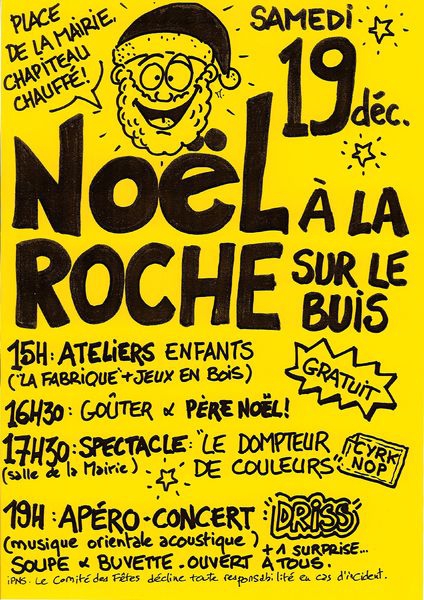 PLACE
DE LA MAIRIE,
CHAPITEAU
CHAUFFÉ!
SAMEDI
19 déc.
NOËL À LA
ROCHE SUR LE
BUIS
15H: ATELIERS ENFANTS
("LA FABRIQUE" + JEUX EN BOIS)
GRATUIT
16H30: GOÛTER & PÈRE NOËL!
17H30: SPECTACLE: "LE DOMPTEUR
(salle de la Mairie) DE COULEURS"
CYRK
NOP
19H: APÉRO-CONCERT DRISS
(musique orientale acoustique) + 1 SURPRISE...
SOUPE & BUVETTE. OUVERT À TOUS.
IPNS. Le Comité des Fêtes décline toute responsabilité en cas d'incident.